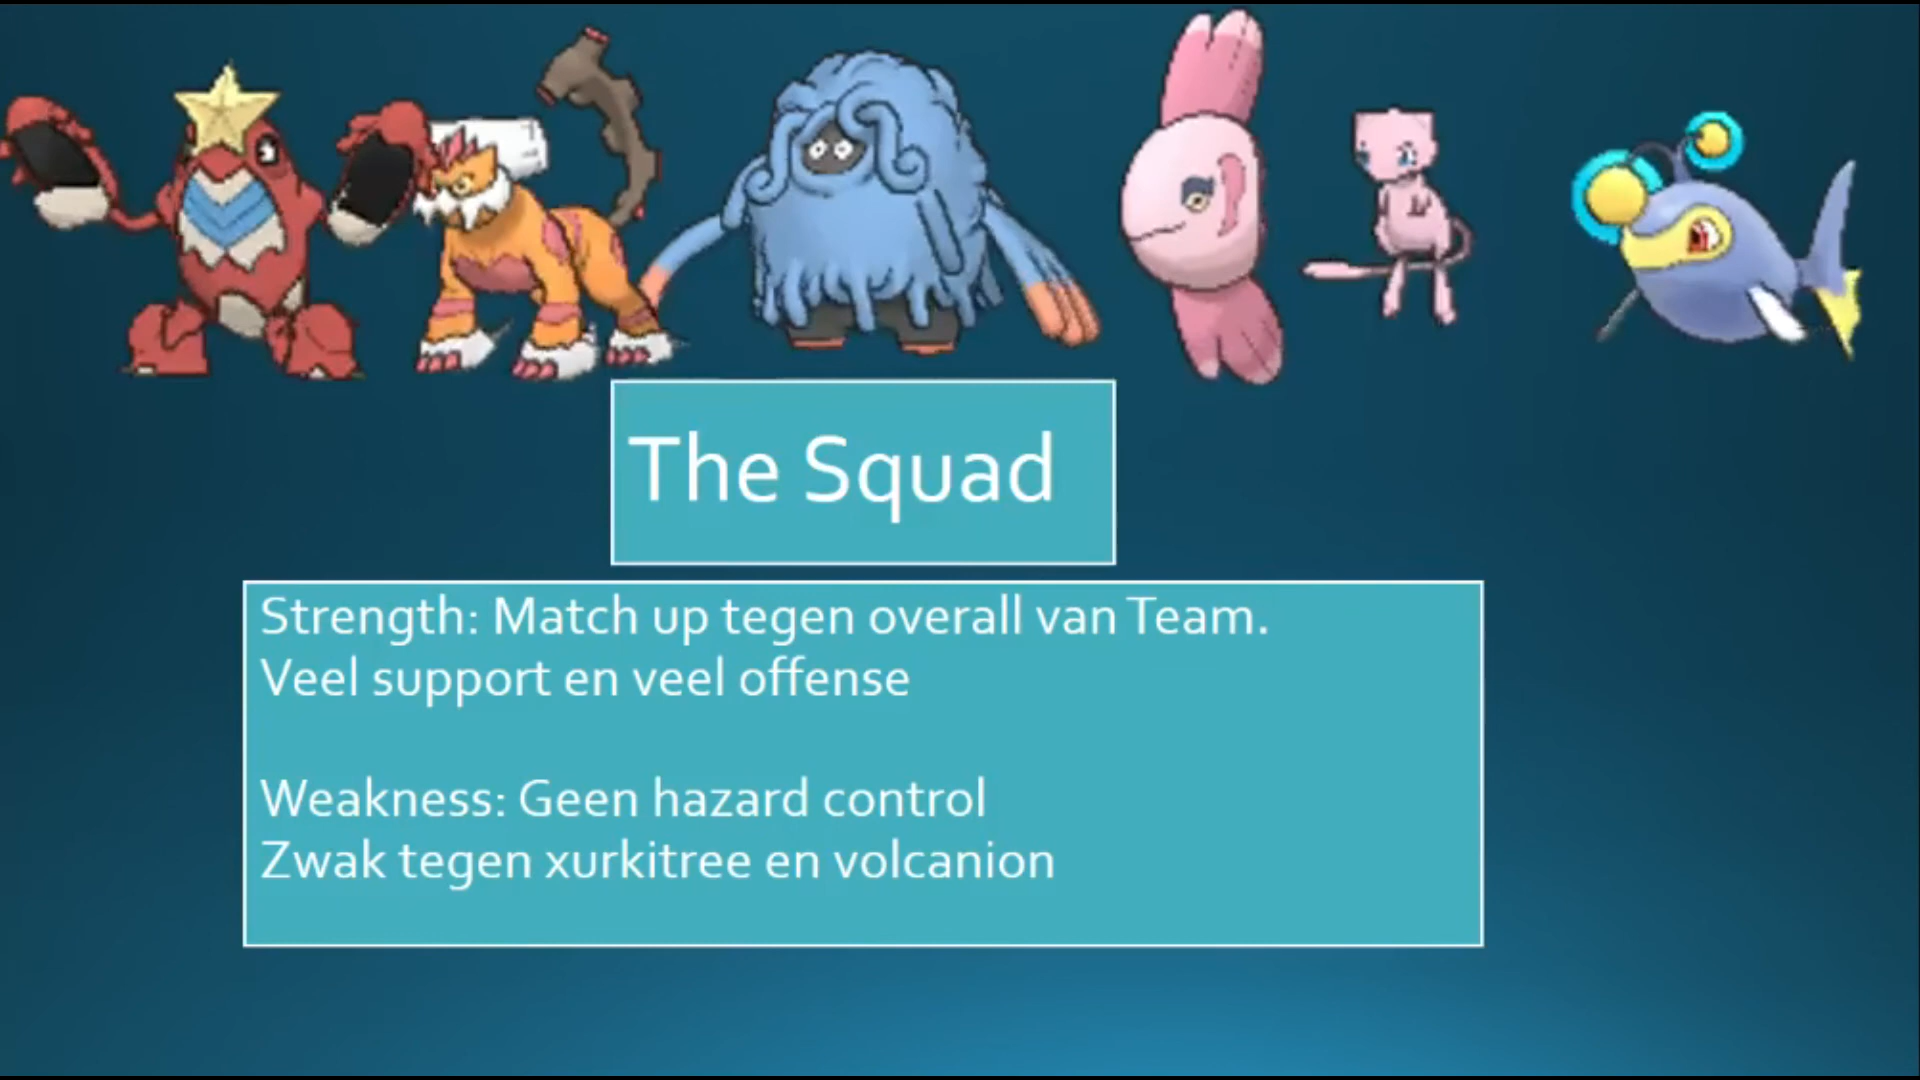 The Squad
Strength: Match up tegen overall van Team.
Veel support en veel offense
Weakness: Geen hazard control
Zwak tegen xurkitree en volcanion